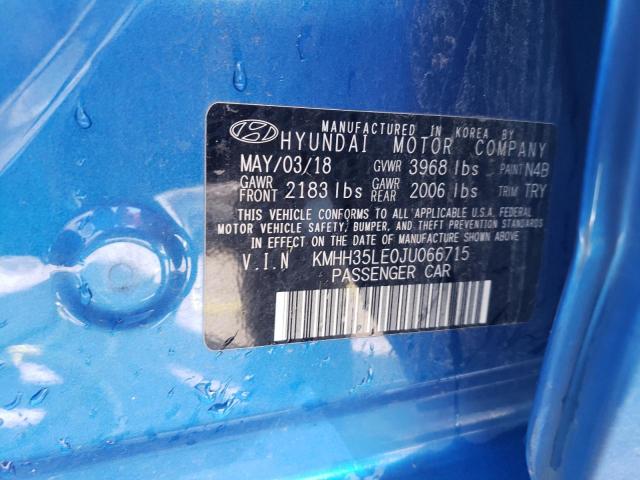 MANUFACTURED IN KOREA BY
HYUNDAI MOTOR COMPANY
MAY/03/18 GVWR 3968 lbs PAINT N4B
GAWR FRONT 2183 lbs GAWR REAR 2006 lbs TRIM TRY
THIS VEHICLE CONFORMS TO ALL APPLICABLE U.S.A. FEDERAL
MOTOR VEHICLE SAFETY, BUMPER, AND THEFT PREVENTION STANDARDS
IN EFFECT ON THE DATE OF MANUFACTURE SHOWN ABOVE.
V.I.N KMHH35LE0JU066715
PASSENGER CAR